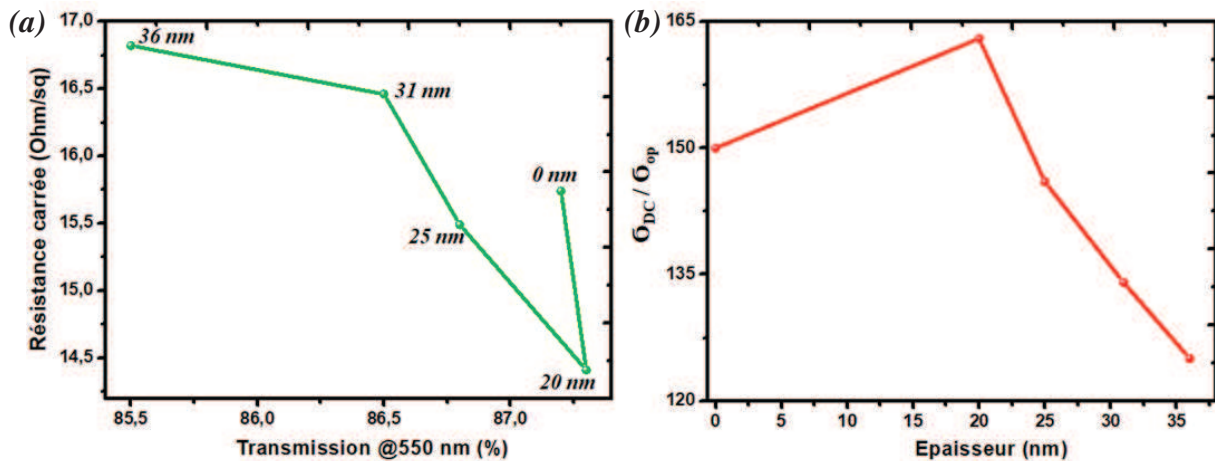 (a)
17,0
16,5
16,0
15,5
15,0
14,5
Résistance carrée (Ohm/sq)
36 nm
31 nm
0 nm
25 nm
20 nm
85,5 86,0 86,5 87,0
Transmission @550 nm (%)
(b)
165
150
135
120
σDC / σop
0 5 10 15 20 25 30 35
Epaisseur (nm)